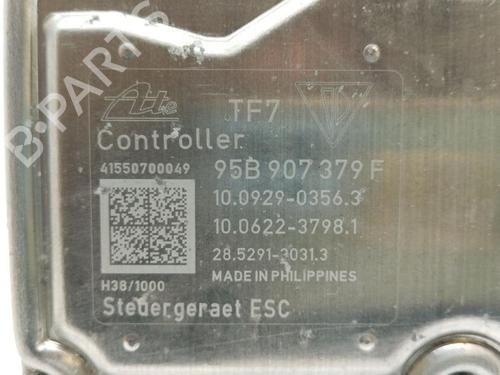 B-PARTS
Ate TF7
Controller
41550700049 95B 907 379 F
10.0929-0356.3
10.0622-3798.1
28.5291-3031.3
H38/1000 MADE IN PHILIPPINES
Steuergeraet ESC